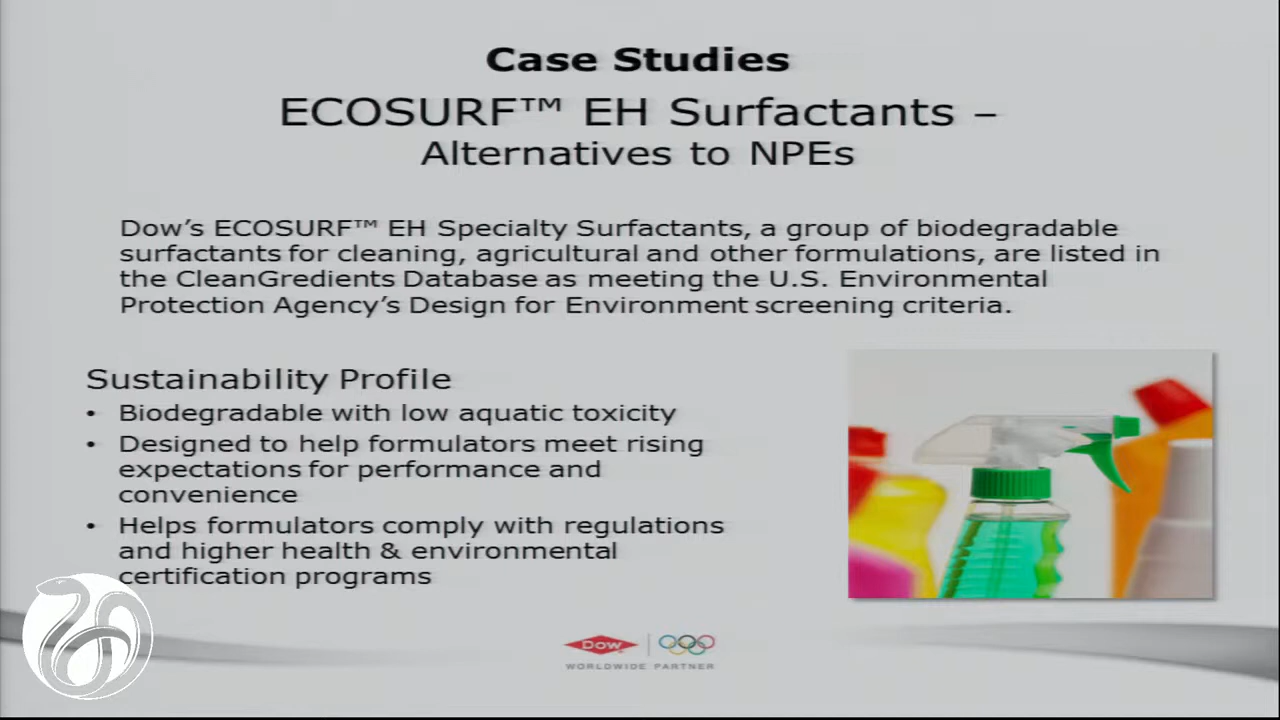 Case Studies
ECOSURF™ EH Surfactants –
Alternatives to NPEs
Dow’s ECOSURF™ EH Specialty Surfactants, a group of biodegradable
surfactants for cleaning, agricultural and other formulations, are listed in
the CleanGredients Database as meeting the U.S. Environmental
Protection Agency’s Design for Environment screening criteria.
Sustainability Profile
• Biodegradable with low aquatic toxicity
• Designed to help formulators meet rising
expectations for performance and
convenience
• Helps formulators comply with regulations
and higher health & environmental
certification programs
Dow
WORLDWIDE PARTNER